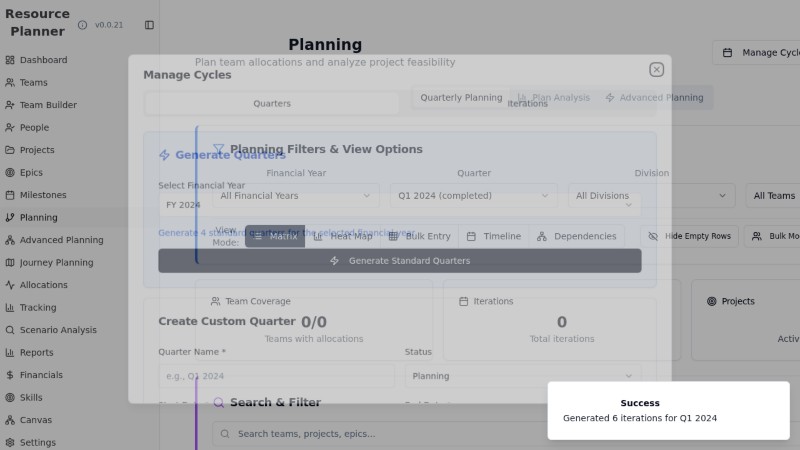 Resource Planner
v0.0.21
Dashboard
Teams
Team Builder
People
Projects
Epics
Milestones
Planning
Advanced Planning
Journey Planning
Allocations
Tracking
Scenario Analysis
Reports
Financials
Skills
Canvas
Settings
Planning
Plan team allocations and analyze project feasibility
Manage Cycle
Quarterly Planning
Plan Analysis
Advanced Planning
Planning Filters & View Options
Financial Year
Quarter
Division
All Financial Years
Q1 2024 (completed)
All Divisions
All Teams
View Mode:
Matrix
Heat Map
Bulk Entry
Timeline
Dependencies
Hide Empty Rows
Bulk Mo
Team Coverage
0/0
Teams with allocations
Iterations
0
Total iterations
Projects
Activ
Search & Filter
Search teams, projects, epics...
Manage Cycles
Quarters
Iterations
Generate Quarters
Select Financial Year
FY 2024
Generate 4 standard quarters for the selected financial year
Generate Standard Quarters
Create Custom Quarter
Quarter Name *
Status
e.g., Q1 2024
Planning
Success
Generated 6 iterations for Q1 2024